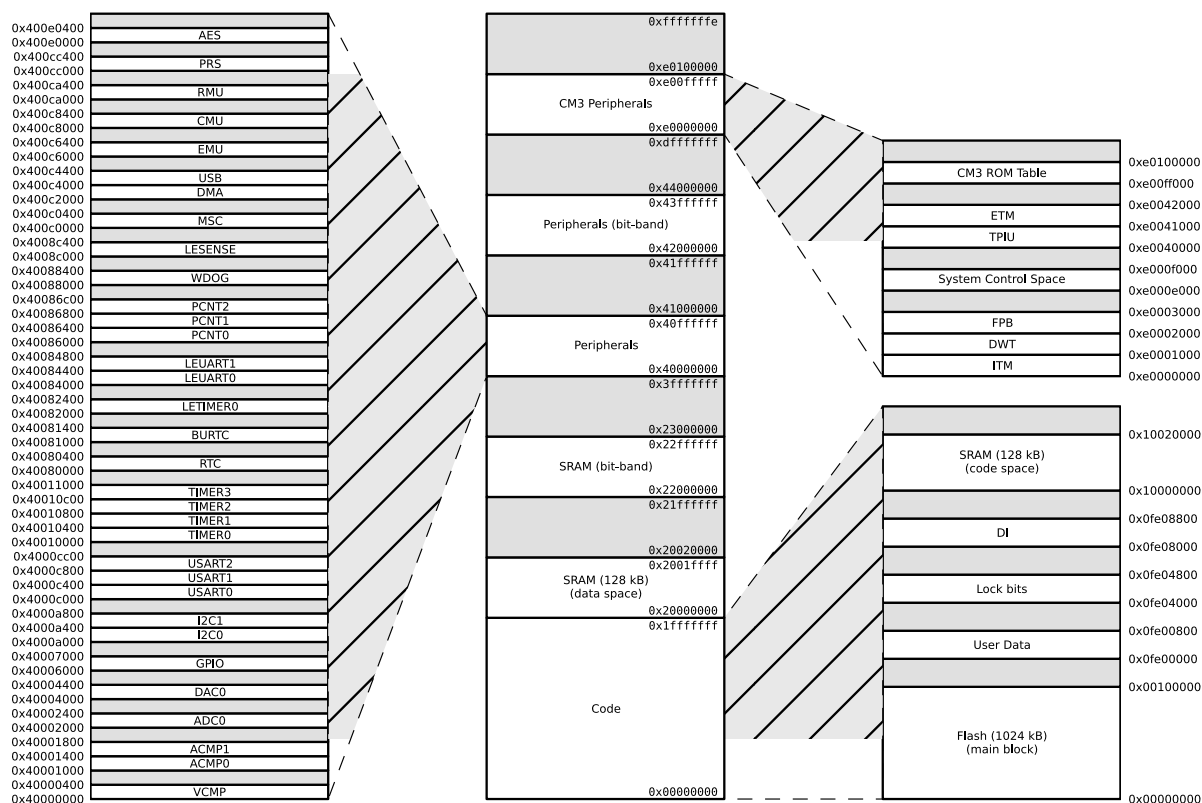 0x400e0400
AES
0x400e0000
0x400cc400
PRS
0x400cc000
0x400ca400
RMU
0x400ca000
0x400c8400
CMU
0x400c8000
0x400c6400
EMU
0x400c6000
0x400c4400
USB
0x400c4000
DMA
0x400c2000
0x400c0400
MSC
0x400c0000
0x4008c400
LESENSE
0x4008c000
0x40088400
WDOG
0x40088000
0x40086c00
PCNT2
0x40086800
PCNT1
0x40086400
PCNT0
0x40086000
0x40084800
LEUART1
0x40084400
LEUART0
0x40084000
0x40082400
LETIMER0
0x40082000
0x40081400
BURTC
0x40081000
0x40080400
RTC
0x40080000
0x40011000
TIMER3
0x40010c00
TIMER2
0x40010800
TIMER1
0x40010400
TIMER0
0x40010000
0x4000cc00
USART2
0x4000c800
USART1
0x4000c400
USART0
0x4000c000
0x4000a800
I2C1
0x4000a400
I2C0
0x4000a000
0x40007000
GPIO
0x40006000
0x40004400
DAC0
0x40004000
0x40002400
ADC0
0x40002000
0x40001800
ACMP1
0x40001400
ACMP0
0x40001000
0x40000400
VCMP
0x40000000
0xfffffffe
0xe0100000
0xe00fffff
CM3 Peripherals
0xe0000000
0xdfffffff
0x44000000
0x43ffffff
Peripherals (bit-band)
0x42000000
0x41ffffff
0x41000000
0x40ffffff
Peripherals
0x40000000
0x3fffffff
0x23000000
0x22ffffff
SRAM (bit-band)
0x22000000
0x21ffffff
0x20020000
0x2001ffff
SRAM (128 kB)
(data space)
0x20000000
0x1fffffff
Code
0x00000000
0xe0100000
CM3 ROM Table
0xe00ff000
0xe0042000
ETM
0xe0041000
TPIU
0xe0040000
0xe000f000
System Control Space
0xe000e000
0xe0003000
FPB
0xe0002000
DWT
0xe0001000
ITM
0xe0000000
0x10020000
SRAM (128 kB)
(code space)
0x10000000
0x0fe08800
DI
0x0fe08000
0x0fe04800
Lock bits
0x0fe04000
0x0fe00800
User Data
0x0fe00000
0x00100000
Flash (1024 kB)
(main block)
0x00000000